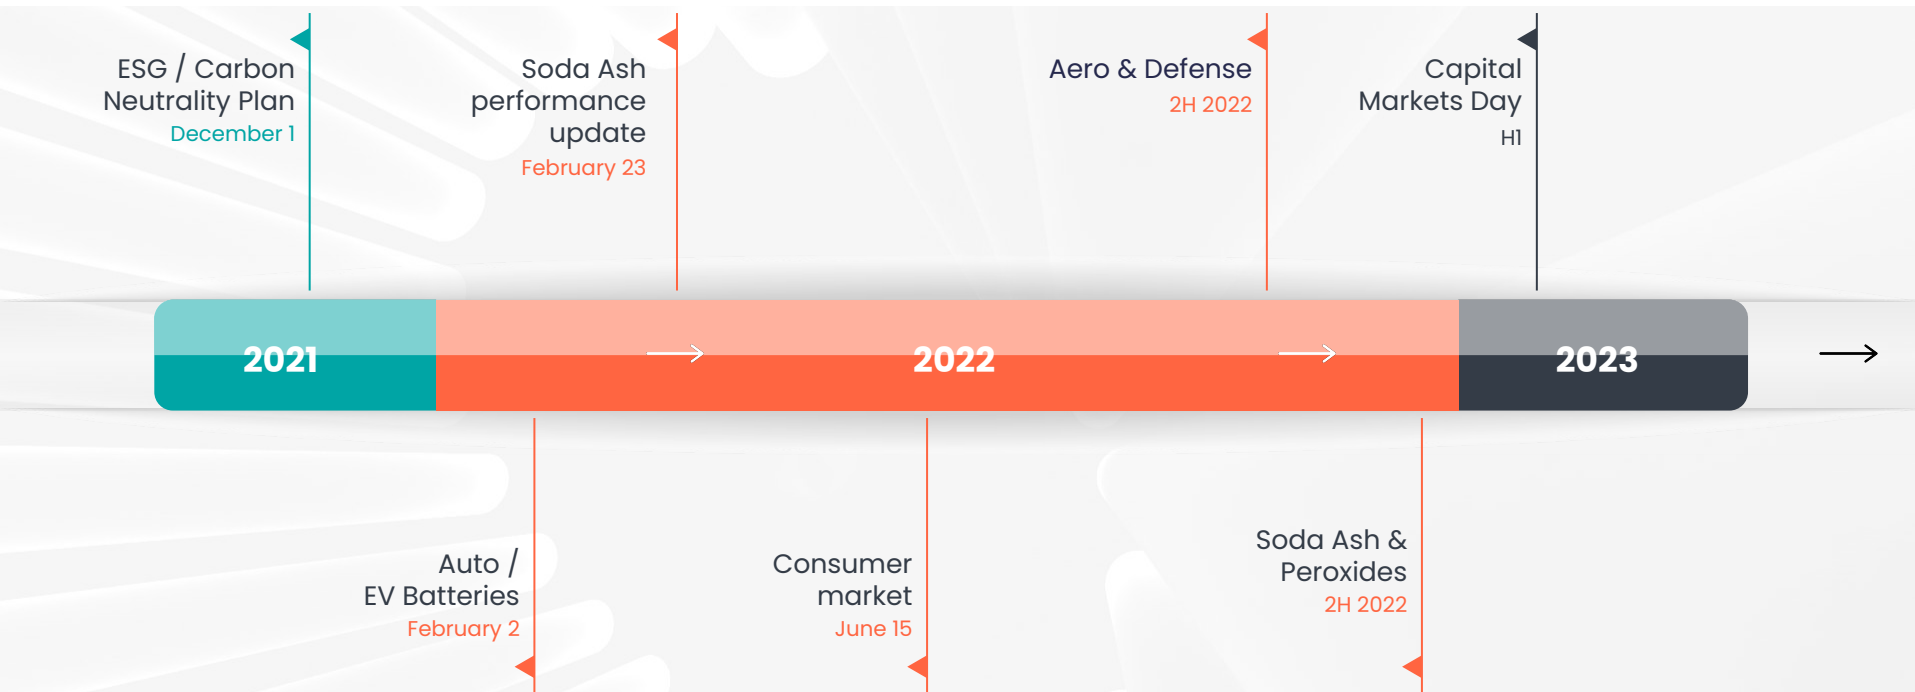 ESG / Carbon
Neutrality Plan
December 1
Soda Ash
performance
update
February 23
Aero & Defense
2H 2022
Capital
Markets Day
H1
2021
2022
2023
Auto /
EV Batteries
February 2
Consumer
market
June 15
Soda Ash &
Peroxides
2H 2022